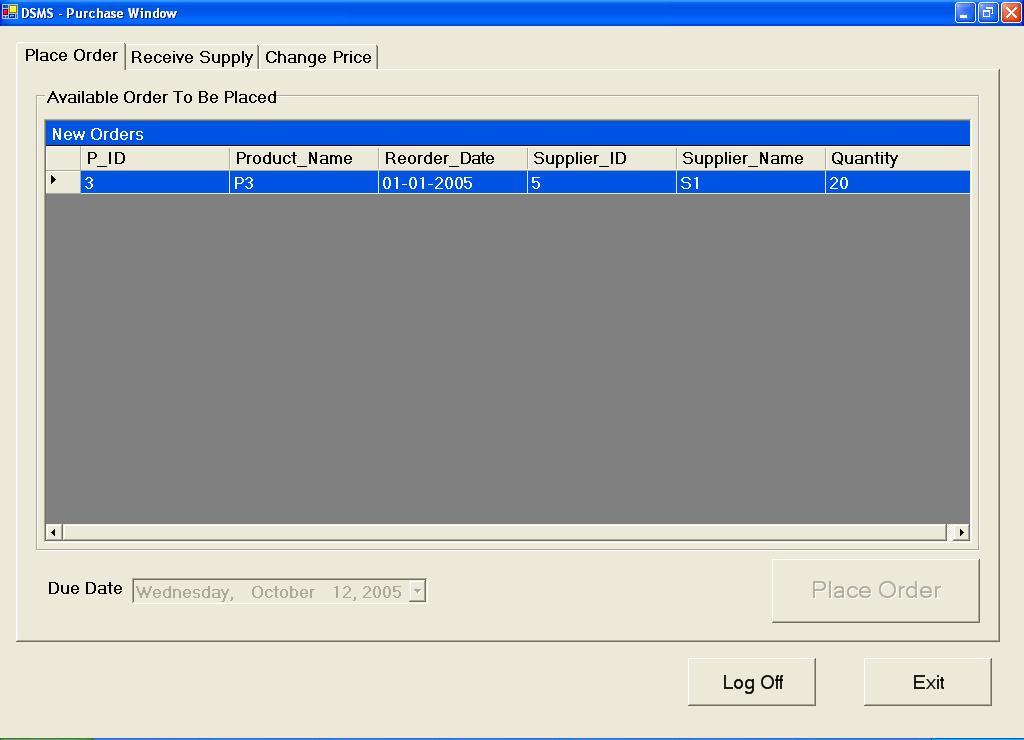 DSMS - Purchase Window
Place Order Receive Supply Change Price
Available Order To Be Placed
New Orders
P_ID Product_Name Reorder_Date Supplier_ID Supplier_Name Quantity
3 P3 01-01-2005 5 S1 20
Due Date Wednesday, October 12, 2005 Place Order
Log Off Exit